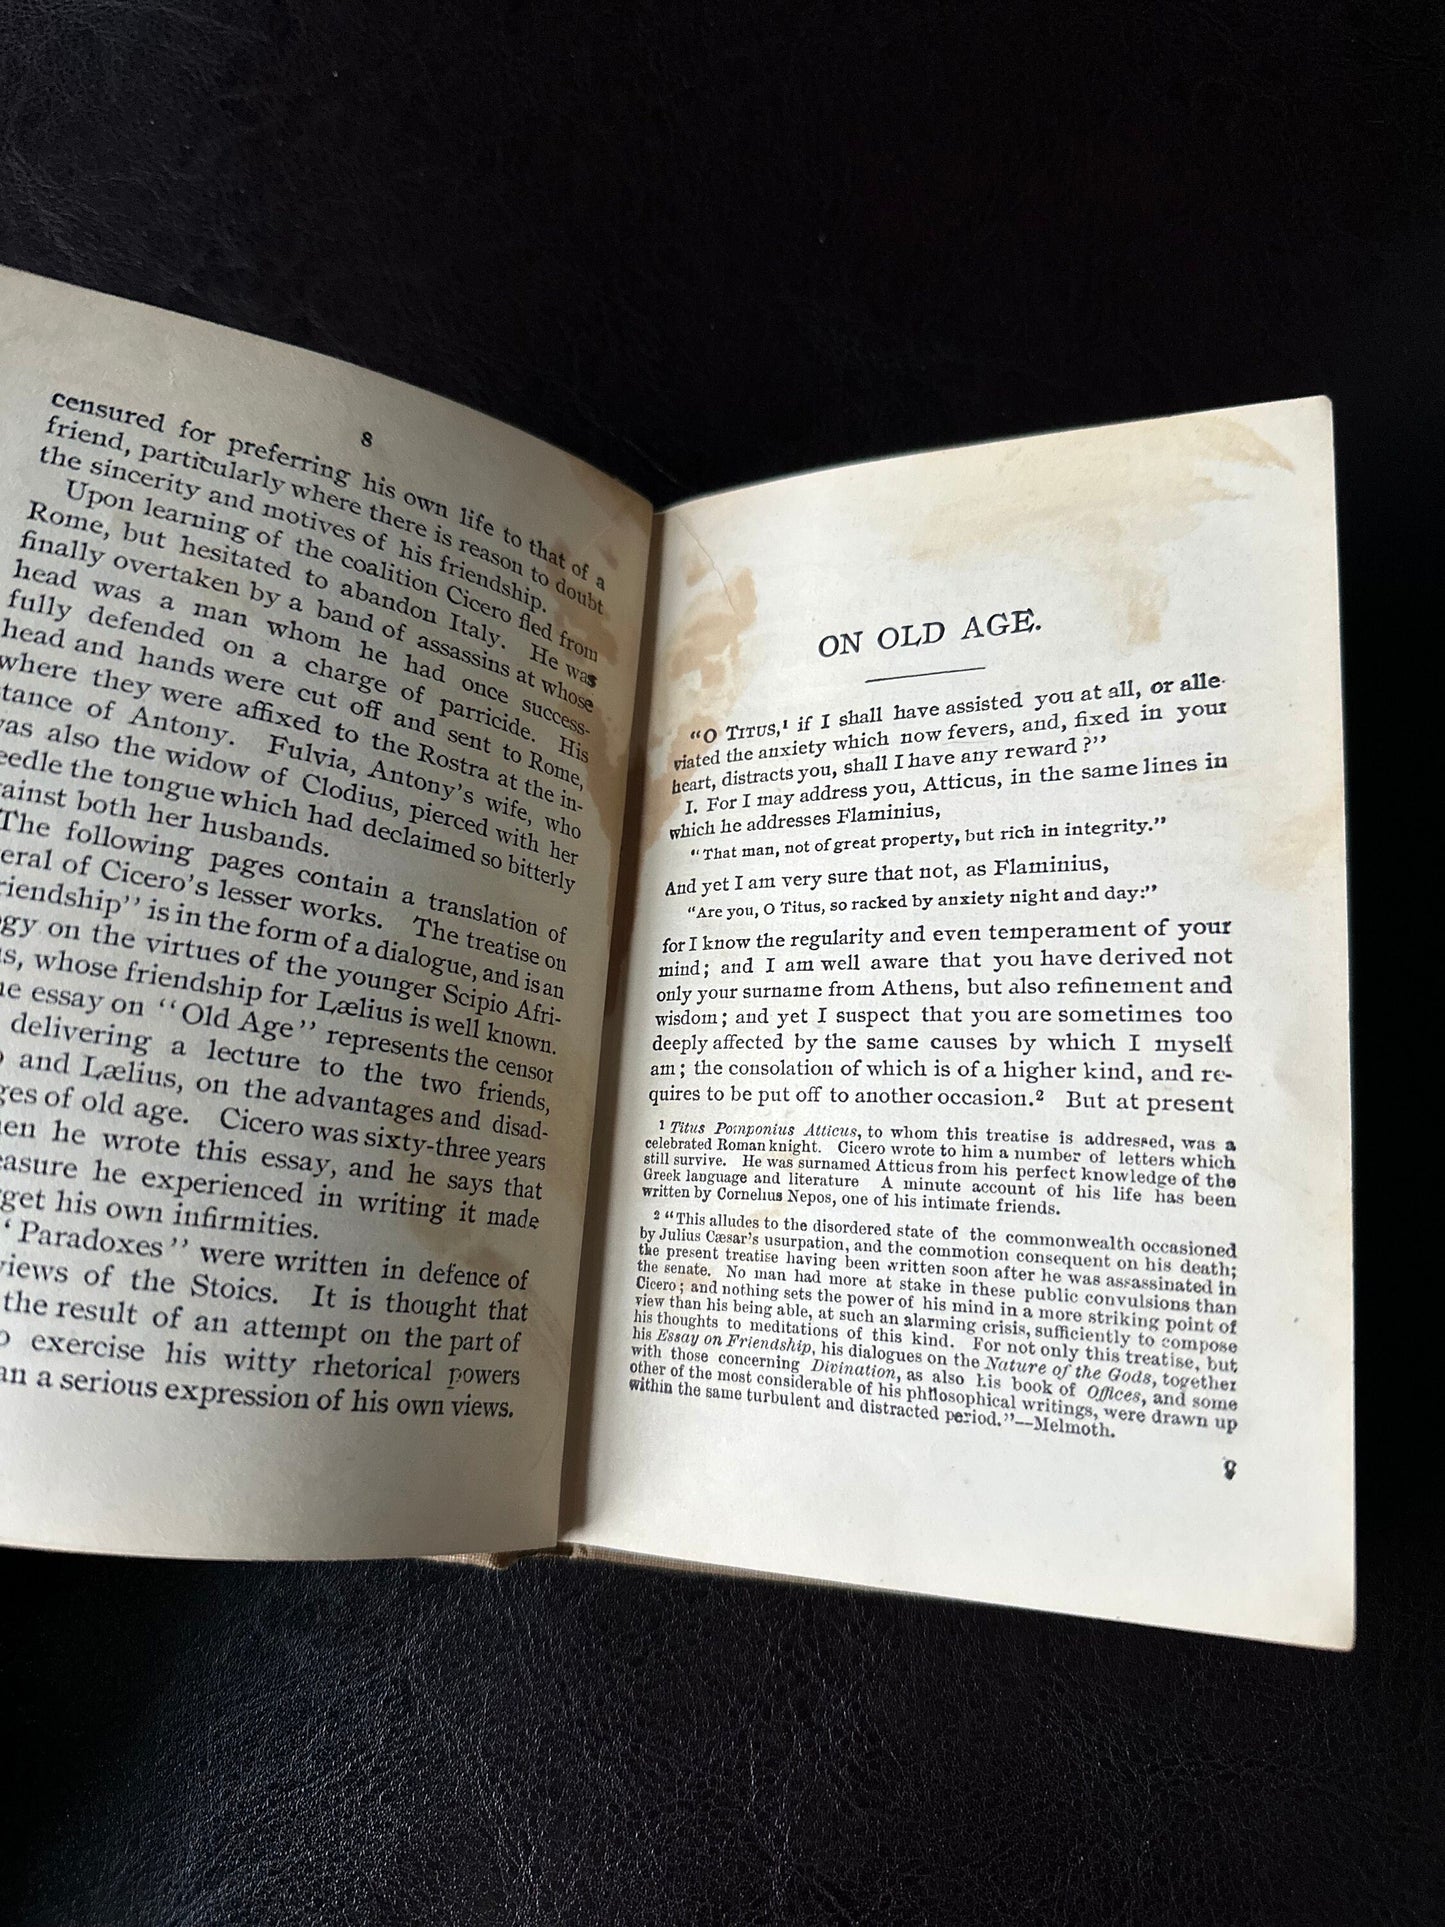 8
censured for preferring his own life to that of a
friend, particularly where there is reason to doubt
the sincerity and motives of his friendship.
Upon learning of the coalition Cicero fled from
Rome, but hesitated to abandon Italy. He was
finally overtaken by a band of assassins at whose
head was a man whom he had once success-
fully defended on a charge of parricide. His
head and hands were cut off and sent to Rome,
where they were affixed to the Rostra at the in-
tance of Antony. Fulvia, Antony's wife, who
was also the widow of Clodius, pierced with her
eedle the tongue which had declaimed so bitterly
ainst both her husbands.
The following pages contain a translation of
eral of Cicero's lesser works. The treatise on
riendship" is in the form of a dialogue, and is an
gy on the virtues of the younger Scipio Afri-
s, whose friendship for Lælius is well known.
e essay on "Old Age" represents the censor
delivering a lecture to the two friends,
and Lælius, on the advantages and disad-
ges of old age. Cicero was sixty-three years
en he wrote this essay, and he says that
easure he experienced in writing it made
get his own infirmities.
"Paradoxes" were written in defence of
views of the Stoics. It is thought that
the result of an attempt on the part of
o exercise his witty rhetorical powers
an a serious expression of his own views.
ON OLD AGE.
"O TITUS,¹ if I shall have assisted you at all, or alle-
viated the anxiety which now fevers, and, fixed in your
heart, distracts you, shall I have any reward?"
I. For I may address you, Atticus, in the same lines in
which he addresses Flaminius,
"That man, not of great property, but rich in integrity."
And yet I am very sure that not, as Flaminius,
"Are you, O Titus, so racked by anxiety night and day:"
for I know the regularity and even temperament of your
mind; and I am well aware that you have derived not
only your surname from Athens, but also refinement and
wisdom; and yet I suspect that you are sometimes too
deeply affected by the same causes by which I myself
am; the consolation of which is of a higher kind, and re-
quires to be put off to another occasion.² But at present
¹ Titus Pomponius Atticus, to whom this treatise is addressed, was a
celebrated Roman knight. Cicero wrote to him a number of letters which
still survive. He was surnamed Atticus from his perfect knowledge of the
Greek language and literature A minute account of his life has been
written by Cornelius Nepos, one of his intimate friends.
² "This alludes to the disordered state of the commonwealth occasioned
by Julius Cæsar's usurpation, and the commotion consequent on his death;
the present treatise having been written soon after he was assassinated in
the senate. No man had more at stake in these public convulsions than
Cicero; and nothing sets the power of his mind in a more striking point of
view than his being able, at such an alarming crisis, sufficiently to compose
his thoughts to meditations of this kind. For not only this treatise, but
his Essay on Friendship, his dialogues on the Nature of the Gods, together
with those concerning Divination, as also his book of Offices, and some
other of the most considerable of his philosophical writings, were drawn up
within the same turbulent and distracted period."—Melmoth.
9